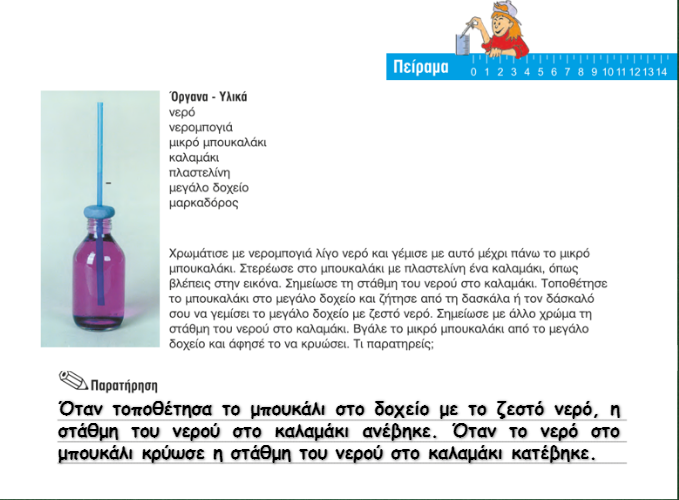 Πείραμα
0 1 2 3 4 5 6 7 8 9 10 11 12 13 14
Όργανα - Υλικά
νερό
νερομπογιά
μικρό μπουκαλάκι
καλαμάκι
πλαστελίνη
μεγάλο δοχείο
μαρκαδόρος
Χρωμάτισε με νερομπογιά λίγο νερό και γέμισε με αυτό μέχρι πάνω το μικρό
μπουκαλάκι. Στερέωσε στο μπουκαλάκι με πλαστελίνη ένα καλαμάκι, όπως
βλέπεις στην εικόνα. Σημείωσε τη στάθμη του νερού στο καλαμάκι. Τοποθέτησε
το μπουκαλάκι στο μεγάλο δοχείο και ζήτησε από τη δασκάλα ή τον δάσκαλό
σου να γεμίσει το μεγάλο δοχείο με ζεστό νερό. Σημείωσε με άλλο χρώμα τη
στάθμη του νερού στο καλαμάκι. Βγάλε το μικρό μπουκαλάκι από το μεγάλο
δοχείο και άφησέ το να κρυώσει. Τι παρατηρείς;
Παρατήρηση
Όταν τοποθέτησα το μπουκάλι στο δοχείο με το ζεστό νερό, η
στάθμη του νερού στο καλαμάκι ανέβηκε. Όταν το νερό στο
μπουκάλι κρύωσε η στάθμη του νερού στο καλαμάκι κατέβηκε.